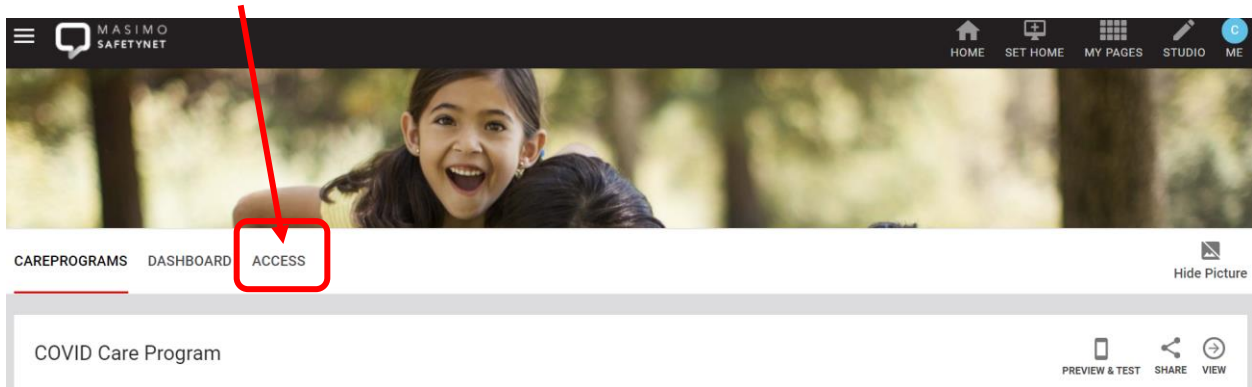 MASIMO
SAFETYNET
HOME SET HOME MY PAGES STUDIO C ME
CAREPROGRAMS DASHBOARD ACCESS
Hide Picture
COVID Care Program
PREVIEW & TEST SHARE VIEW